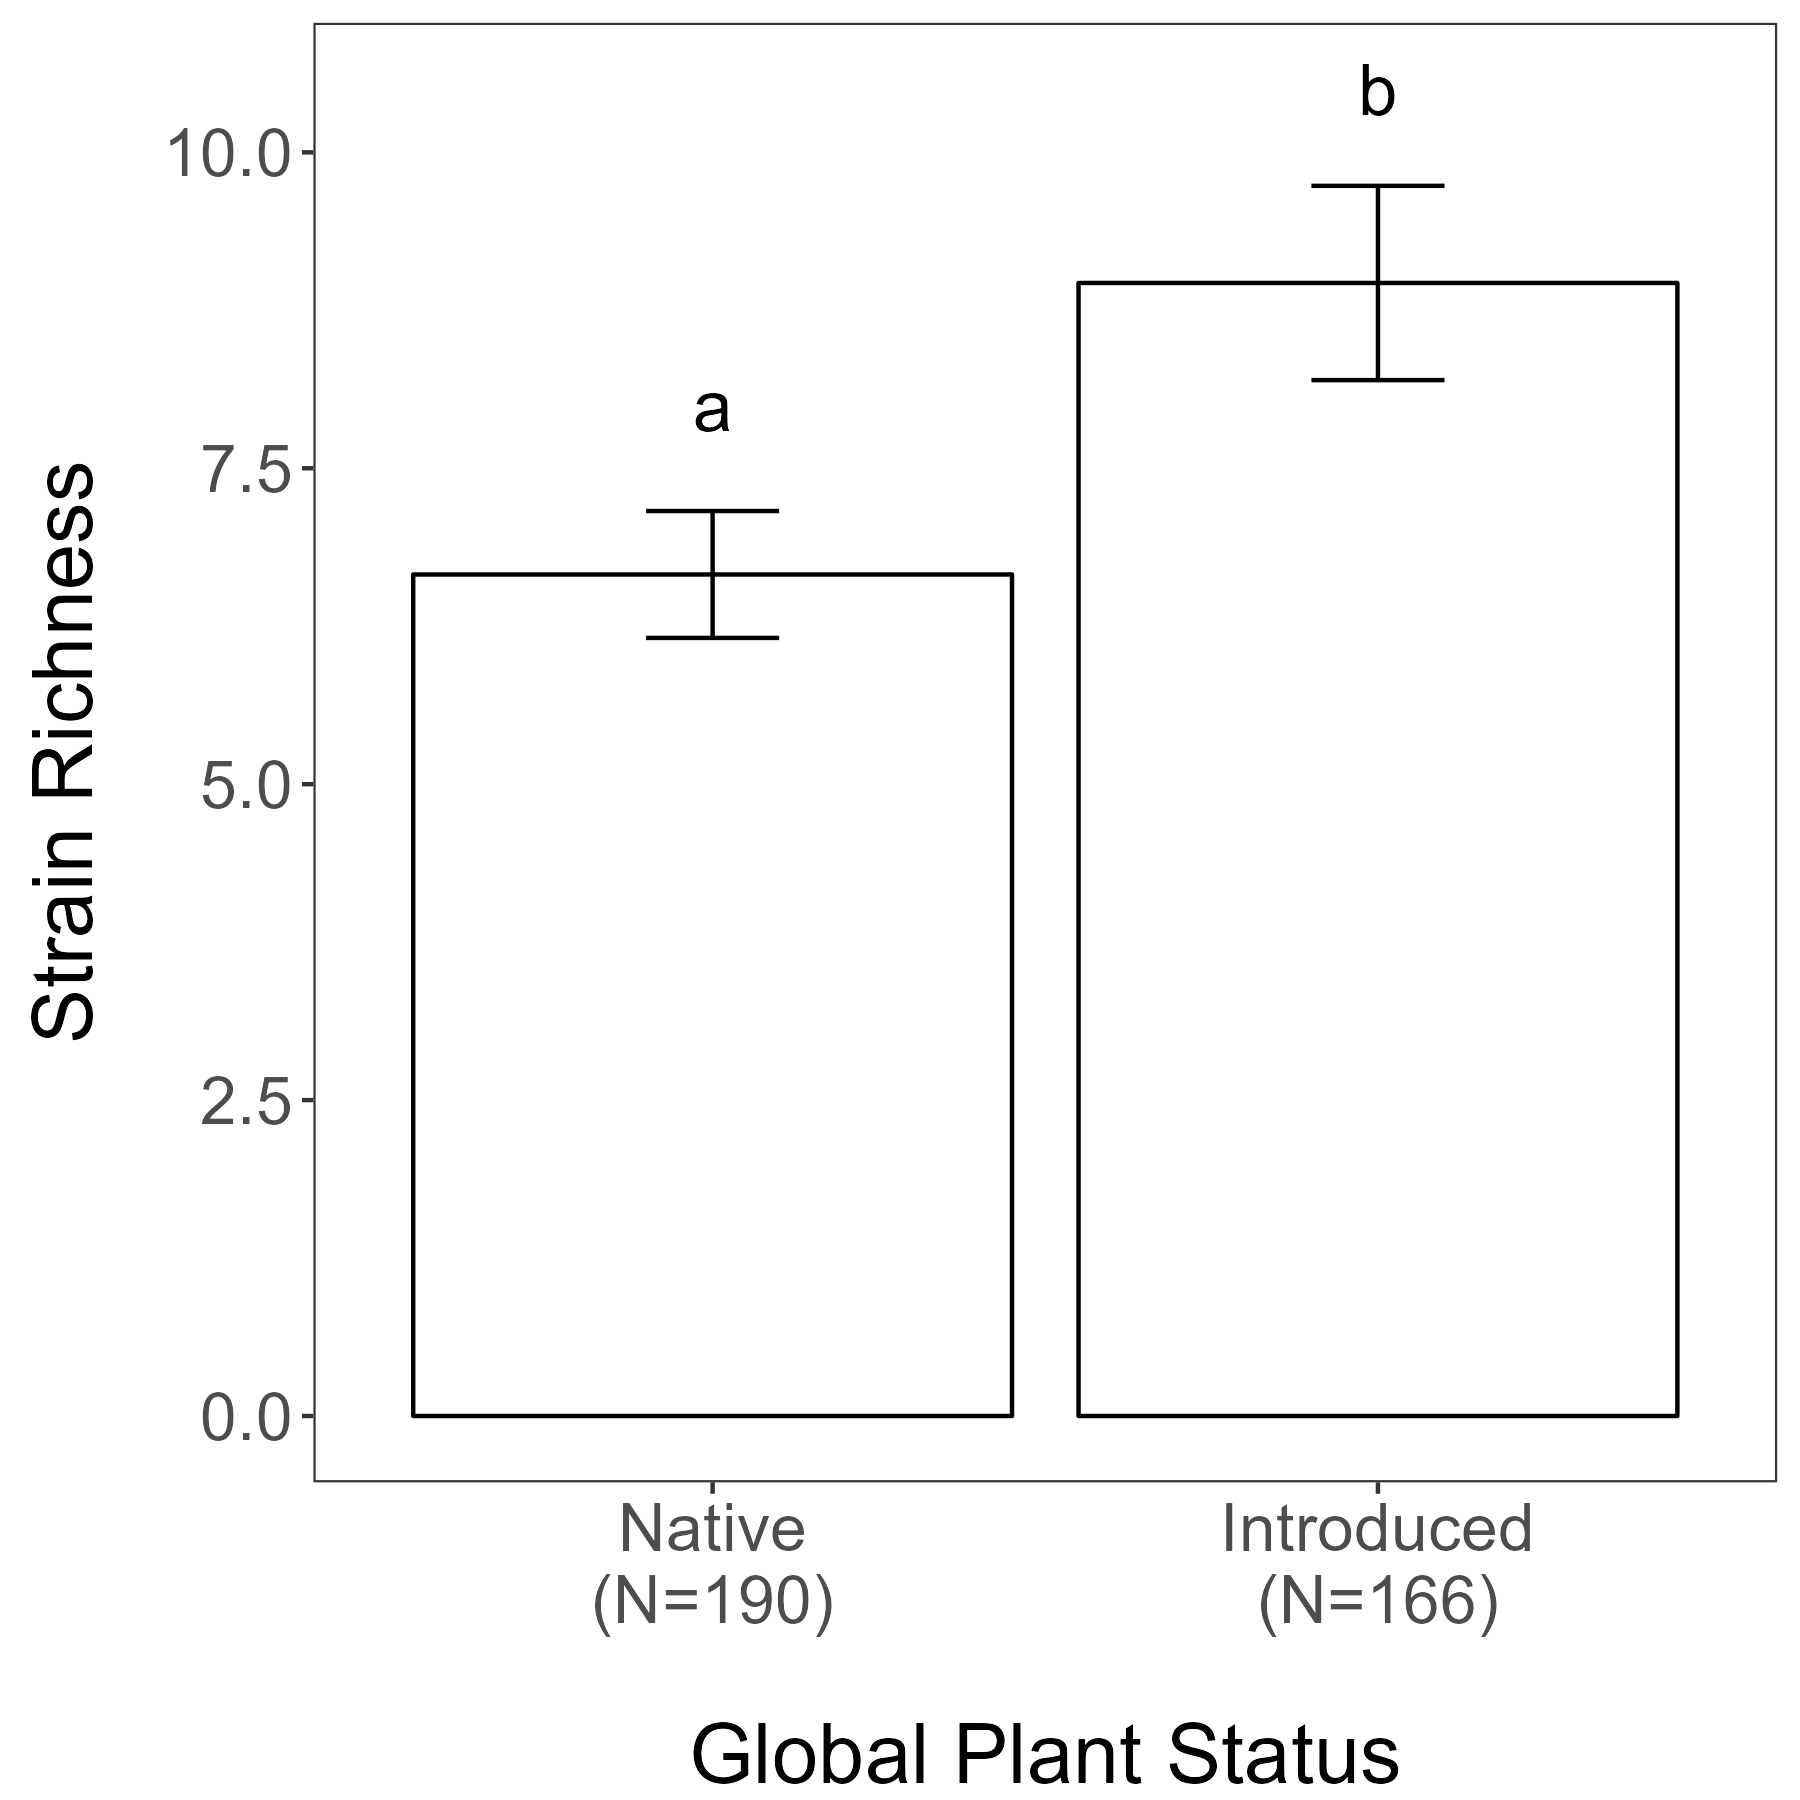 Strain Richness
10.0
7.5
5.0
2.5
0.0
a
b
Native
(N=190)
Introduced
(N=166)
Global Plant Status